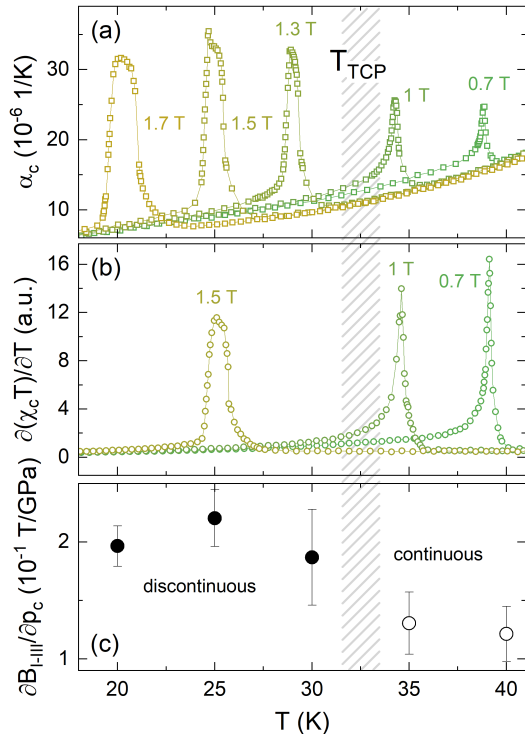 (a)
1.3 T
T_TCP
1 T
0.7 T
1.7 T
1.5 T
α_c (10⁻⁶ 1/K)
30
20
10
(b)
1.5 T
1 T
0.7 T
∂(χ_cT)/∂T (a.u.)
16
12
8
4
0
(c)
discontinuous
continuous
∂B_I-III/∂p_c (10⁻¹ T/GPa)
2
1
20
25
30
35
40
T (K)